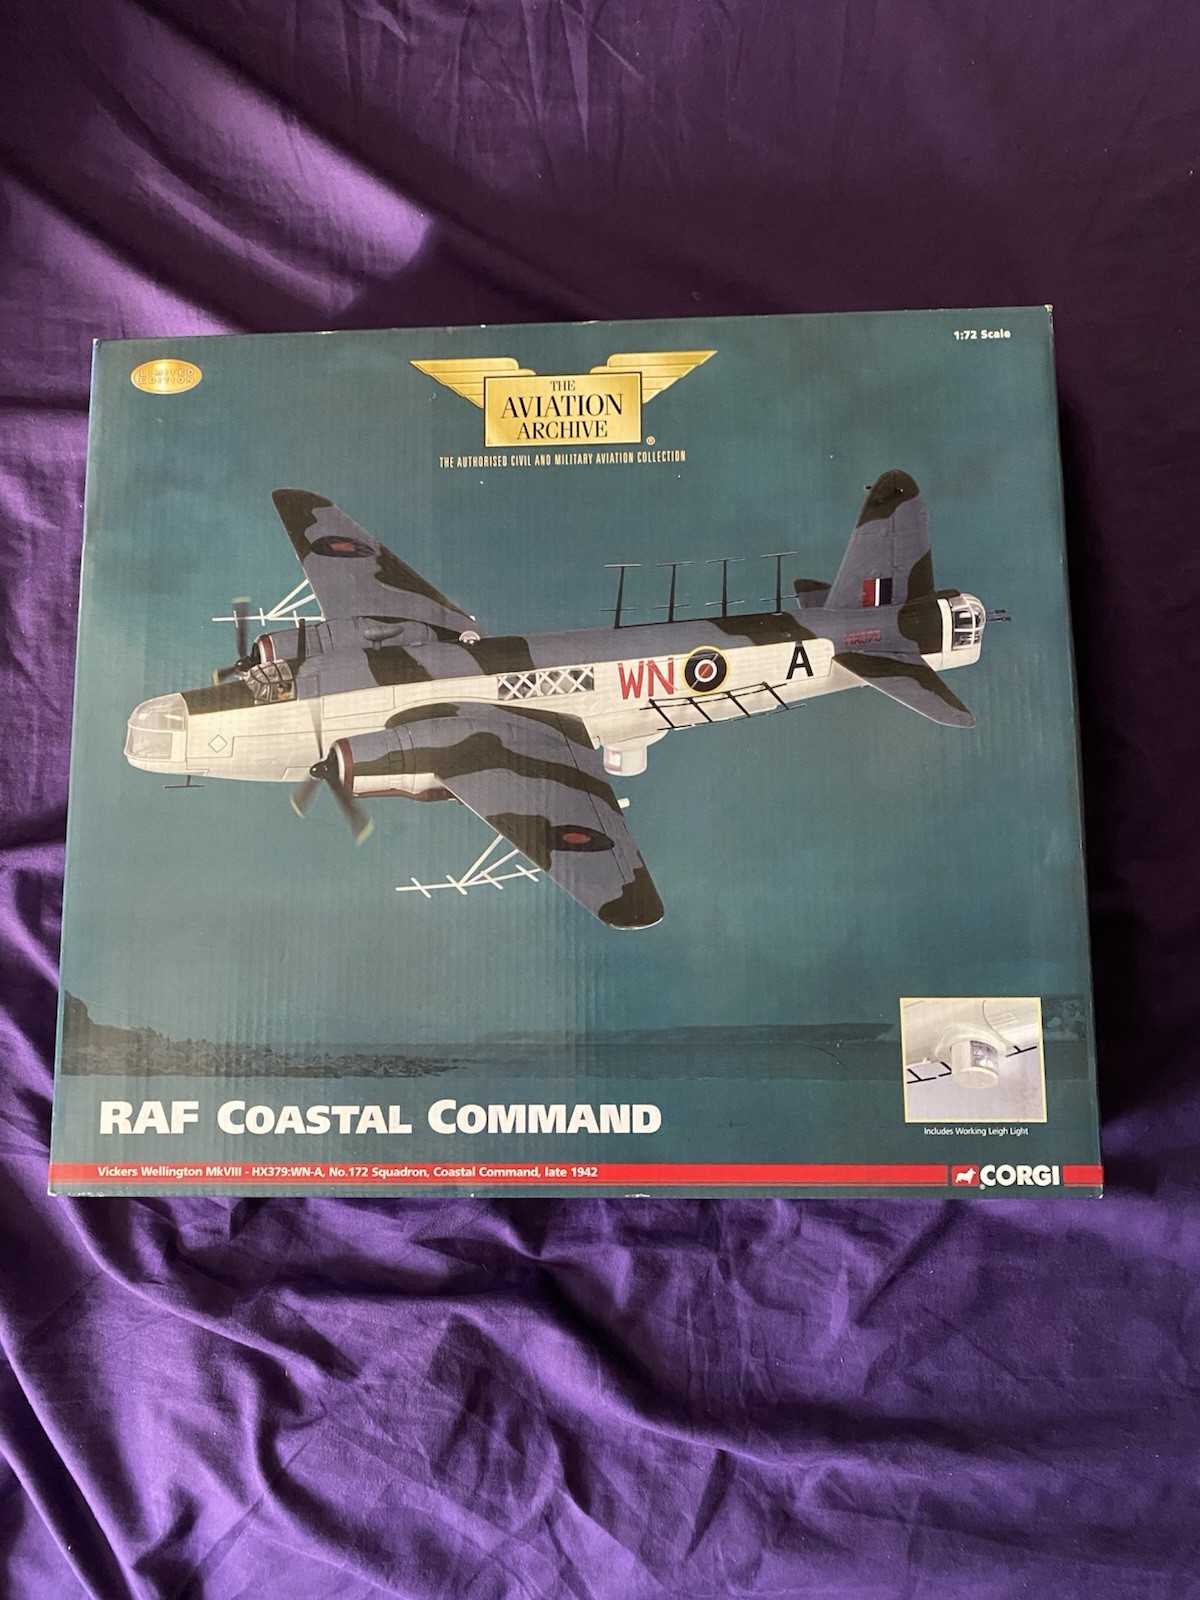 1:72 Scale
LIMITED
EDITION
THE
AVIATION
ARCHIVE
®
THE AUTHORISED CIVIL AND MILITARY AVIATION COLLECTION
WN A
HX379
RAF COASTAL COMMAND
Includes Working Leigh Light
Vickers Wellington MkVIII - HX379:WN-A, No.172 Squadron, Coastal Command, late 1942
CORGI